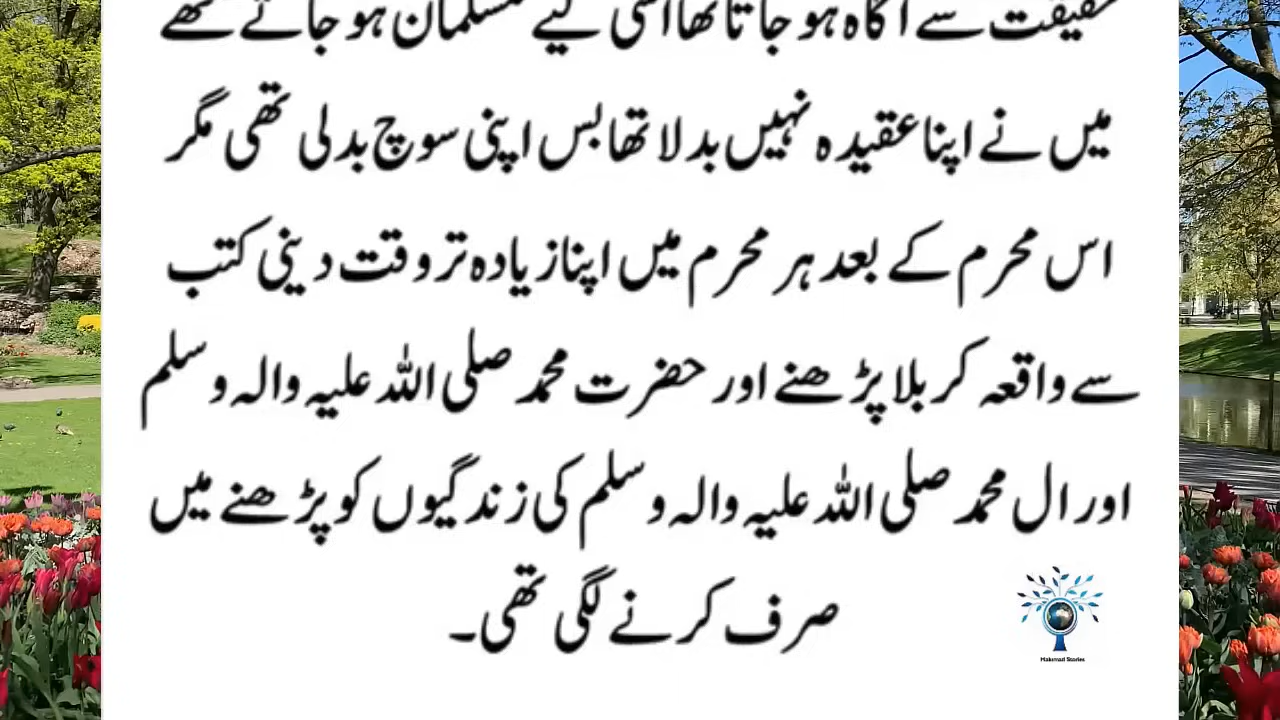 حقیقت سے آگاہ ہو جاتا تھا اسی لیے مسلمان ہو جاتے تھے
میں نے اپنا عقیدہ نہیں بدلا تھا بس اپنی سوچ بدلی تھی مگر
اس محرم کے بعد ہر محرم میں اپنا زیادہ تر وقت دینی کتب
سے واقعہ کربلا پڑھنے اور حضرت محمد صلی اللہ علیہ والہ وسلم
اور ال محمد صلی اللہ علیہ والہ وسلم کی زندگیوں کو پڑھنے میں
صرف کرنے لگی تھی۔
Makmad Stories